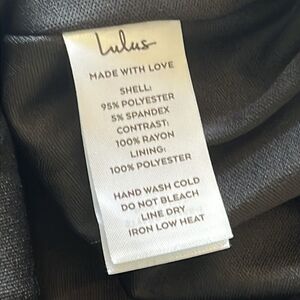 Lulus
MADE WITH LOVE
SHELL:
95% POLYESTER
5% SPANDEX
CONTRAST:
100% RAYON
LINING:
100% POLYESTER
HAND WASH COLD
DO NOT BLEACH
LINE DRY
IRON LOW HEAT